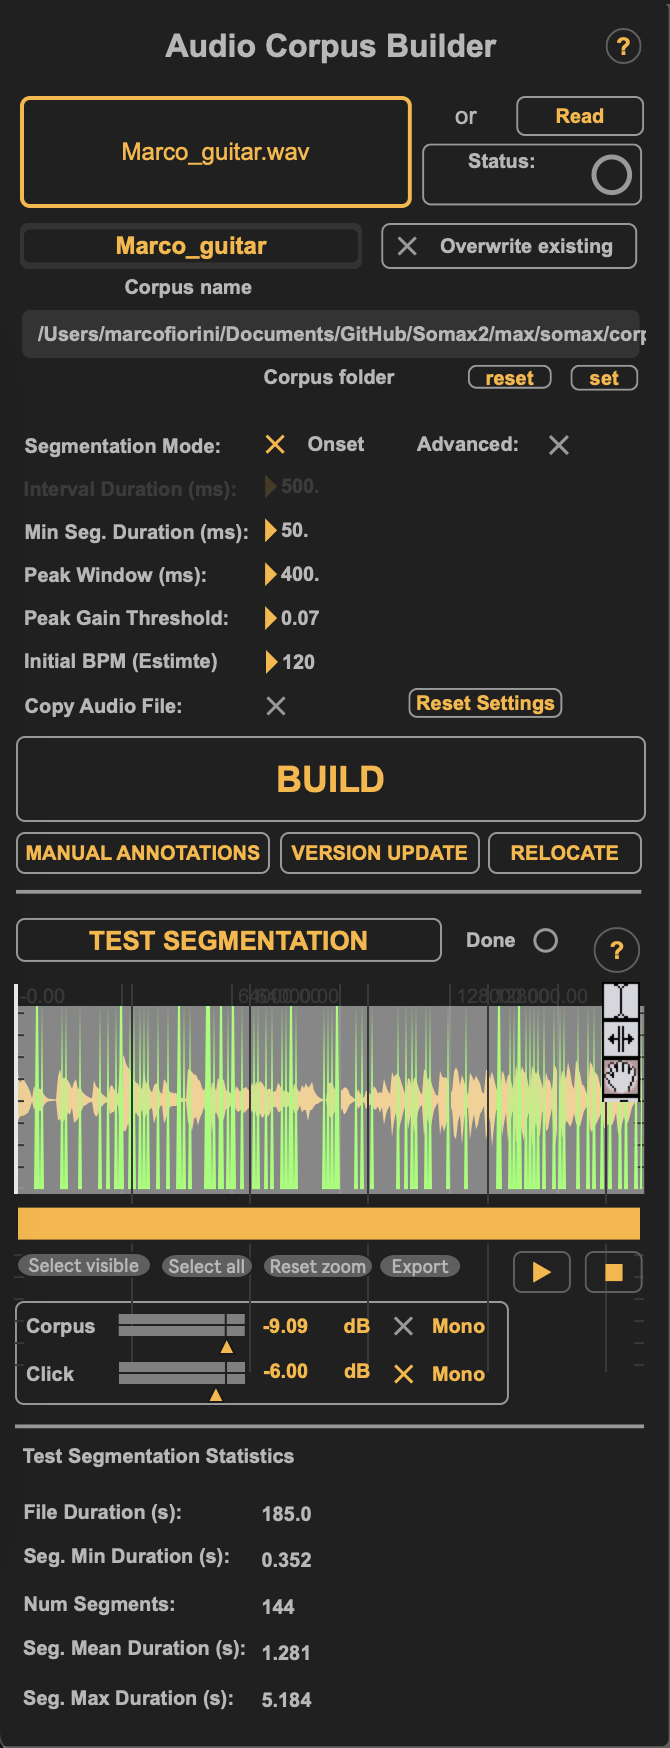 Audio Corpus Builder ?
Marco_guitar.wav
or Read
Status:
Marco_guitar
Overwrite existing
Corpus name
/Users/marcofiorini/Documents/GitHub/Somax2/max/somax/corp
Corpus folder reset set
Segmentation Mode: Onset Advanced:
Interval Duration (ms): 500.
Min Seg. Duration (ms): 50.
Peak Window (ms): 400.
Peak Gain Threshold: 0.07
Initial BPM (Estimte) 120
Copy Audio File: Reset Settings
BUILD
MANUAL ANNOTATIONS VERSION UPDATE RELOCATE
TEST SEGMENTATION Done ?
-0.00
Select visible Select all Reset zoom Export
Corpus -9.09 dB Mono
Click -6.00 dB Mono
Test Segmentation Statistics
File Duration (s): 185.0
Seg. Min Duration (s): 0.352
Num Segments: 144
Seg. Mean Duration (s): 1.281
Seg. Max Duration (s): 5.184